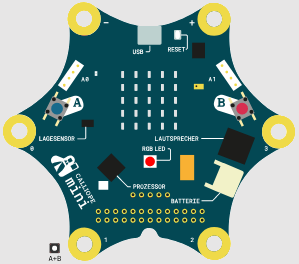 - +
USB
RESET
A0 A1
A B
LAGESENSOR
LAUTSPRECHER
RGB LED
0 3
CALLIOPE
mini
PROZESSOR
BATTERIE
1 2
A+B